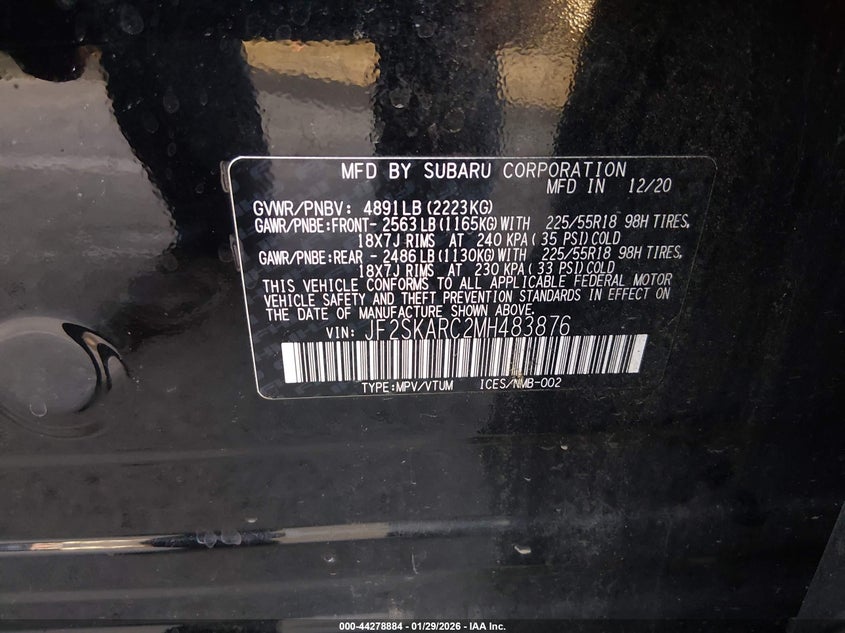 MFD BY SUBARU CORPORATION
MFD IN 12/20
GVWR/PNBV: 4891LB (2223KG)
GAWR/PNBE:FRONT- 2563 LB (1165KG) WITH 225/55R18 98H TIRES,
18X7J RIMS AT 240 KPA ( 35 PSI) COLD
GAWR/PNBE:REAR - 2486 LB (1130KG) WITH 225/55R18 98H TIRES,
18X7J RIMS AT 230 KPA ( 33 PSI) COLD
THIS VEHICLE CONFORMS TO ALL APPLICABLE FEDERAL MOTOR
VEHICLE SAFETY AND THEFT PREVENTION STANDARDS IN EFFECT ON
THE DATE OF MANUFACTURE SHOWN ABOVE.
VIN: JF2SKARC2MH483876
TYPE:MPV/VTUM ICES/NMB-002
000-44278884 - 01/29/2026 - IAA Inc.